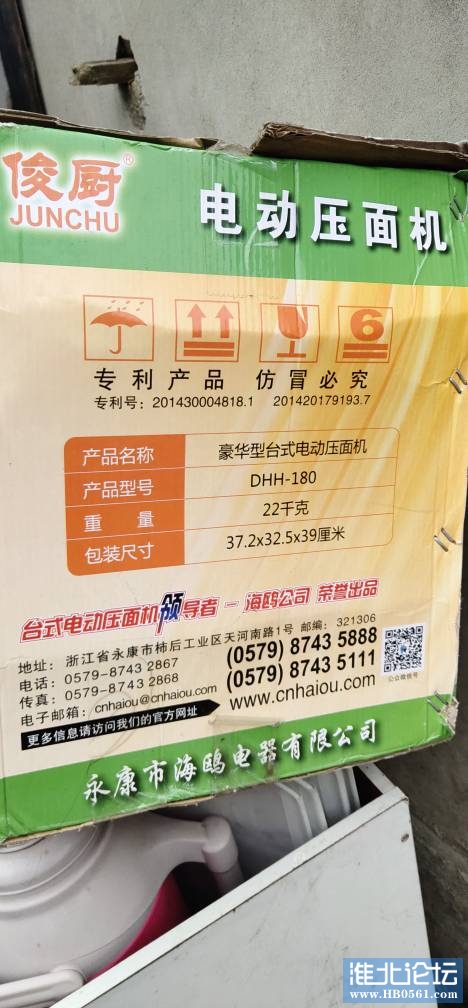 俊厨®
JUNCHU
电动压面机
6
专利产品 仿冒必究
专利号：201430004818.1 201420179193.7
产品名称 豪华型台式电动压面机
产品型号 DHH-180
重量 22千克
包装尺寸 37.2x32.5x39厘米
台式电动压面机领导者－海鸥公司 荣誉出品
地址：浙江省永康市柿后工业区天河南路1号 邮编：321306
电话：0579-8743 2867
传真：0579-8743 2868
电子邮箱：cnhaiou@cnhaiou.com
(0579) 8743 5888
(0579) 8743 5111
公众微信号
更多信息请访问我们的官方网址
www.cnhaiou.com
永康市海鸥电器有限公司
淮北论坛
www.HB0561.com